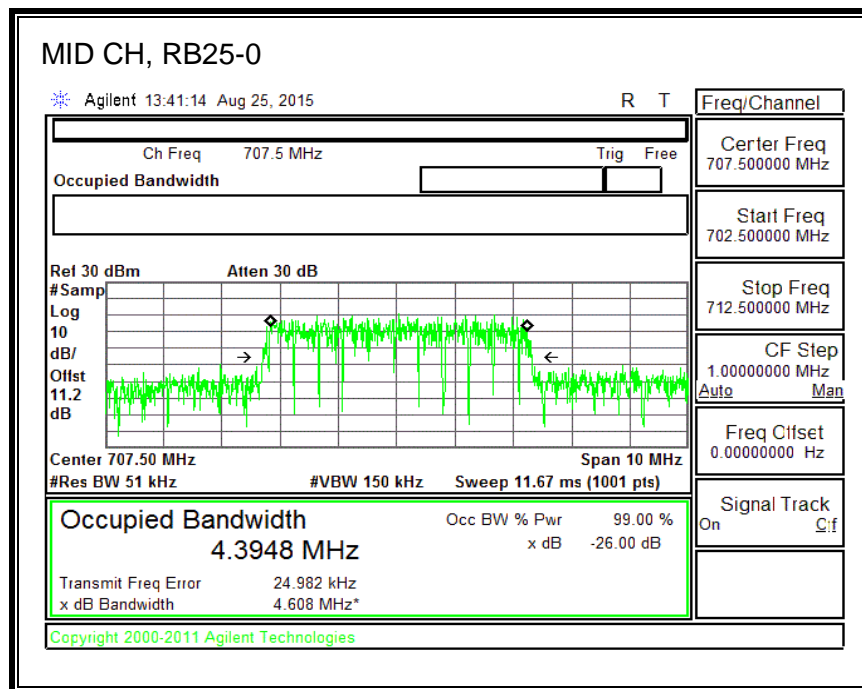 MID CH, RB25-0
Agilent 13:41:14 Aug 25, 2015 R T
Freq/Channel
Ch Freq 707.5 MHz Trig Free
Occupied Bandwidth
Center Freq
707.500000 MHz
Start Freq
702.500000 MHz
Stop Freq
712.500000 MHz
CF Step
1.00000000 MHz
Auto Man
Freq Offset
0.00000000 Hz
Signal Track
On Off
Ref 30 dBm Atten 30 dB
#Samp
Log
10
dB/
Offst
11.2
dB
Center 707.50 MHz Span 10 MHz
#Res BW 51 kHz #VBW 150 kHz Sweep 11.67 ms (1001 pts)
Occupied Bandwidth
4.3948 MHz
Occ BW % Pwr 99.00 %
x dB -26.00 dB
Transmit Freq Error 24.982 kHz
x dB Bandwidth 4.608 MHz*
Copyright 2000-2011 Agilent Technologies